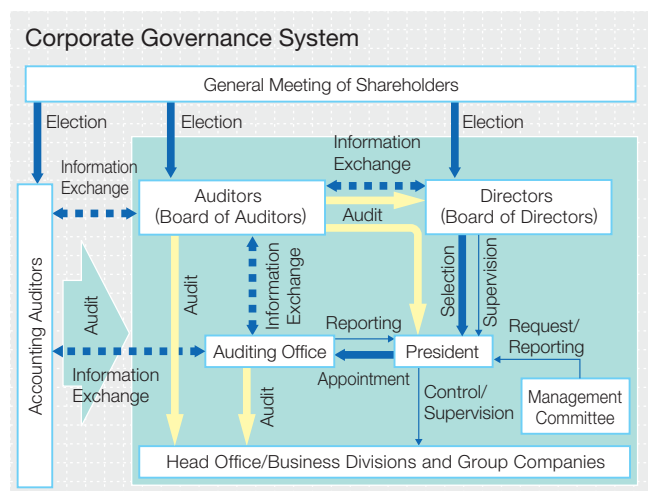 Corporate Governance System
General Meeting of Shareholders
Election
Election
Election
Information
Exchange
Information
Exchange
Auditors
(Board of Auditors)
Directors
(Board of Directors)
Audit
Accounting Auditors
Audit
Audit
Information
Exchange
Selection
Supervision
Reporting
Request/
Reporting
Auditing Office
President
Information
Exchange
Appointment
Audit
Control/
Supervision
Management
Committee
Head Office/Business Divisions and Group Companies